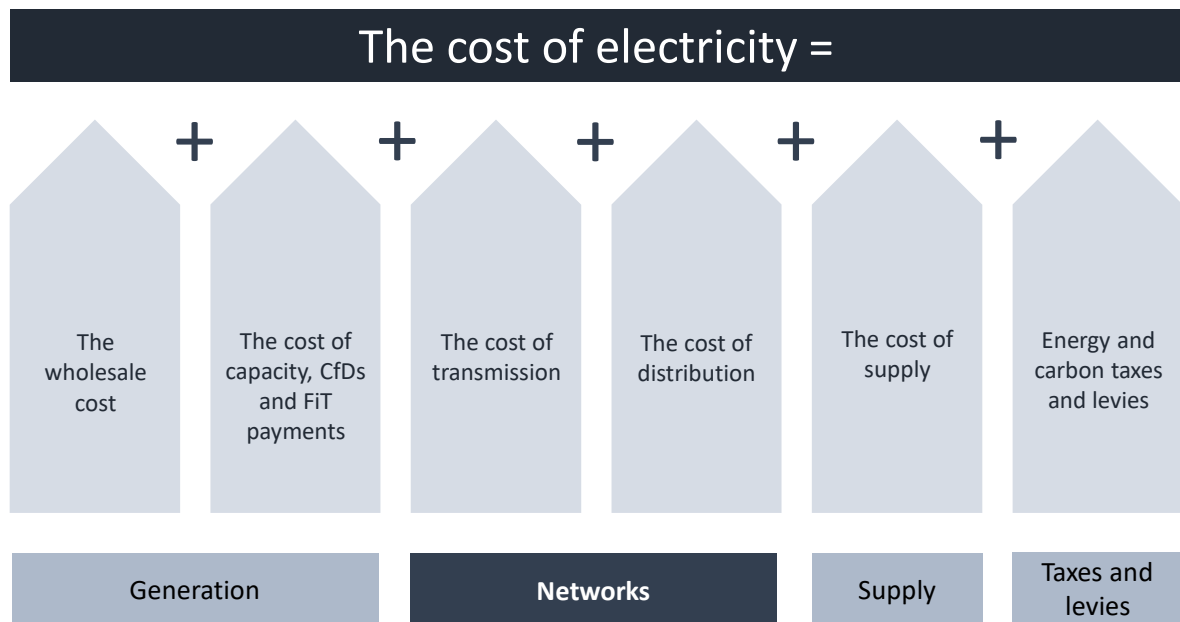 The cost of electricity =
+ + + + +
The
wholesale
cost
The cost of
capacity, CfDs
and FiT
payments
The cost of
transmission
The cost of
distribution
The cost of
supply
Energy and
carbon taxes
and levies
Generation
Networks
Supply
Taxes and
levies